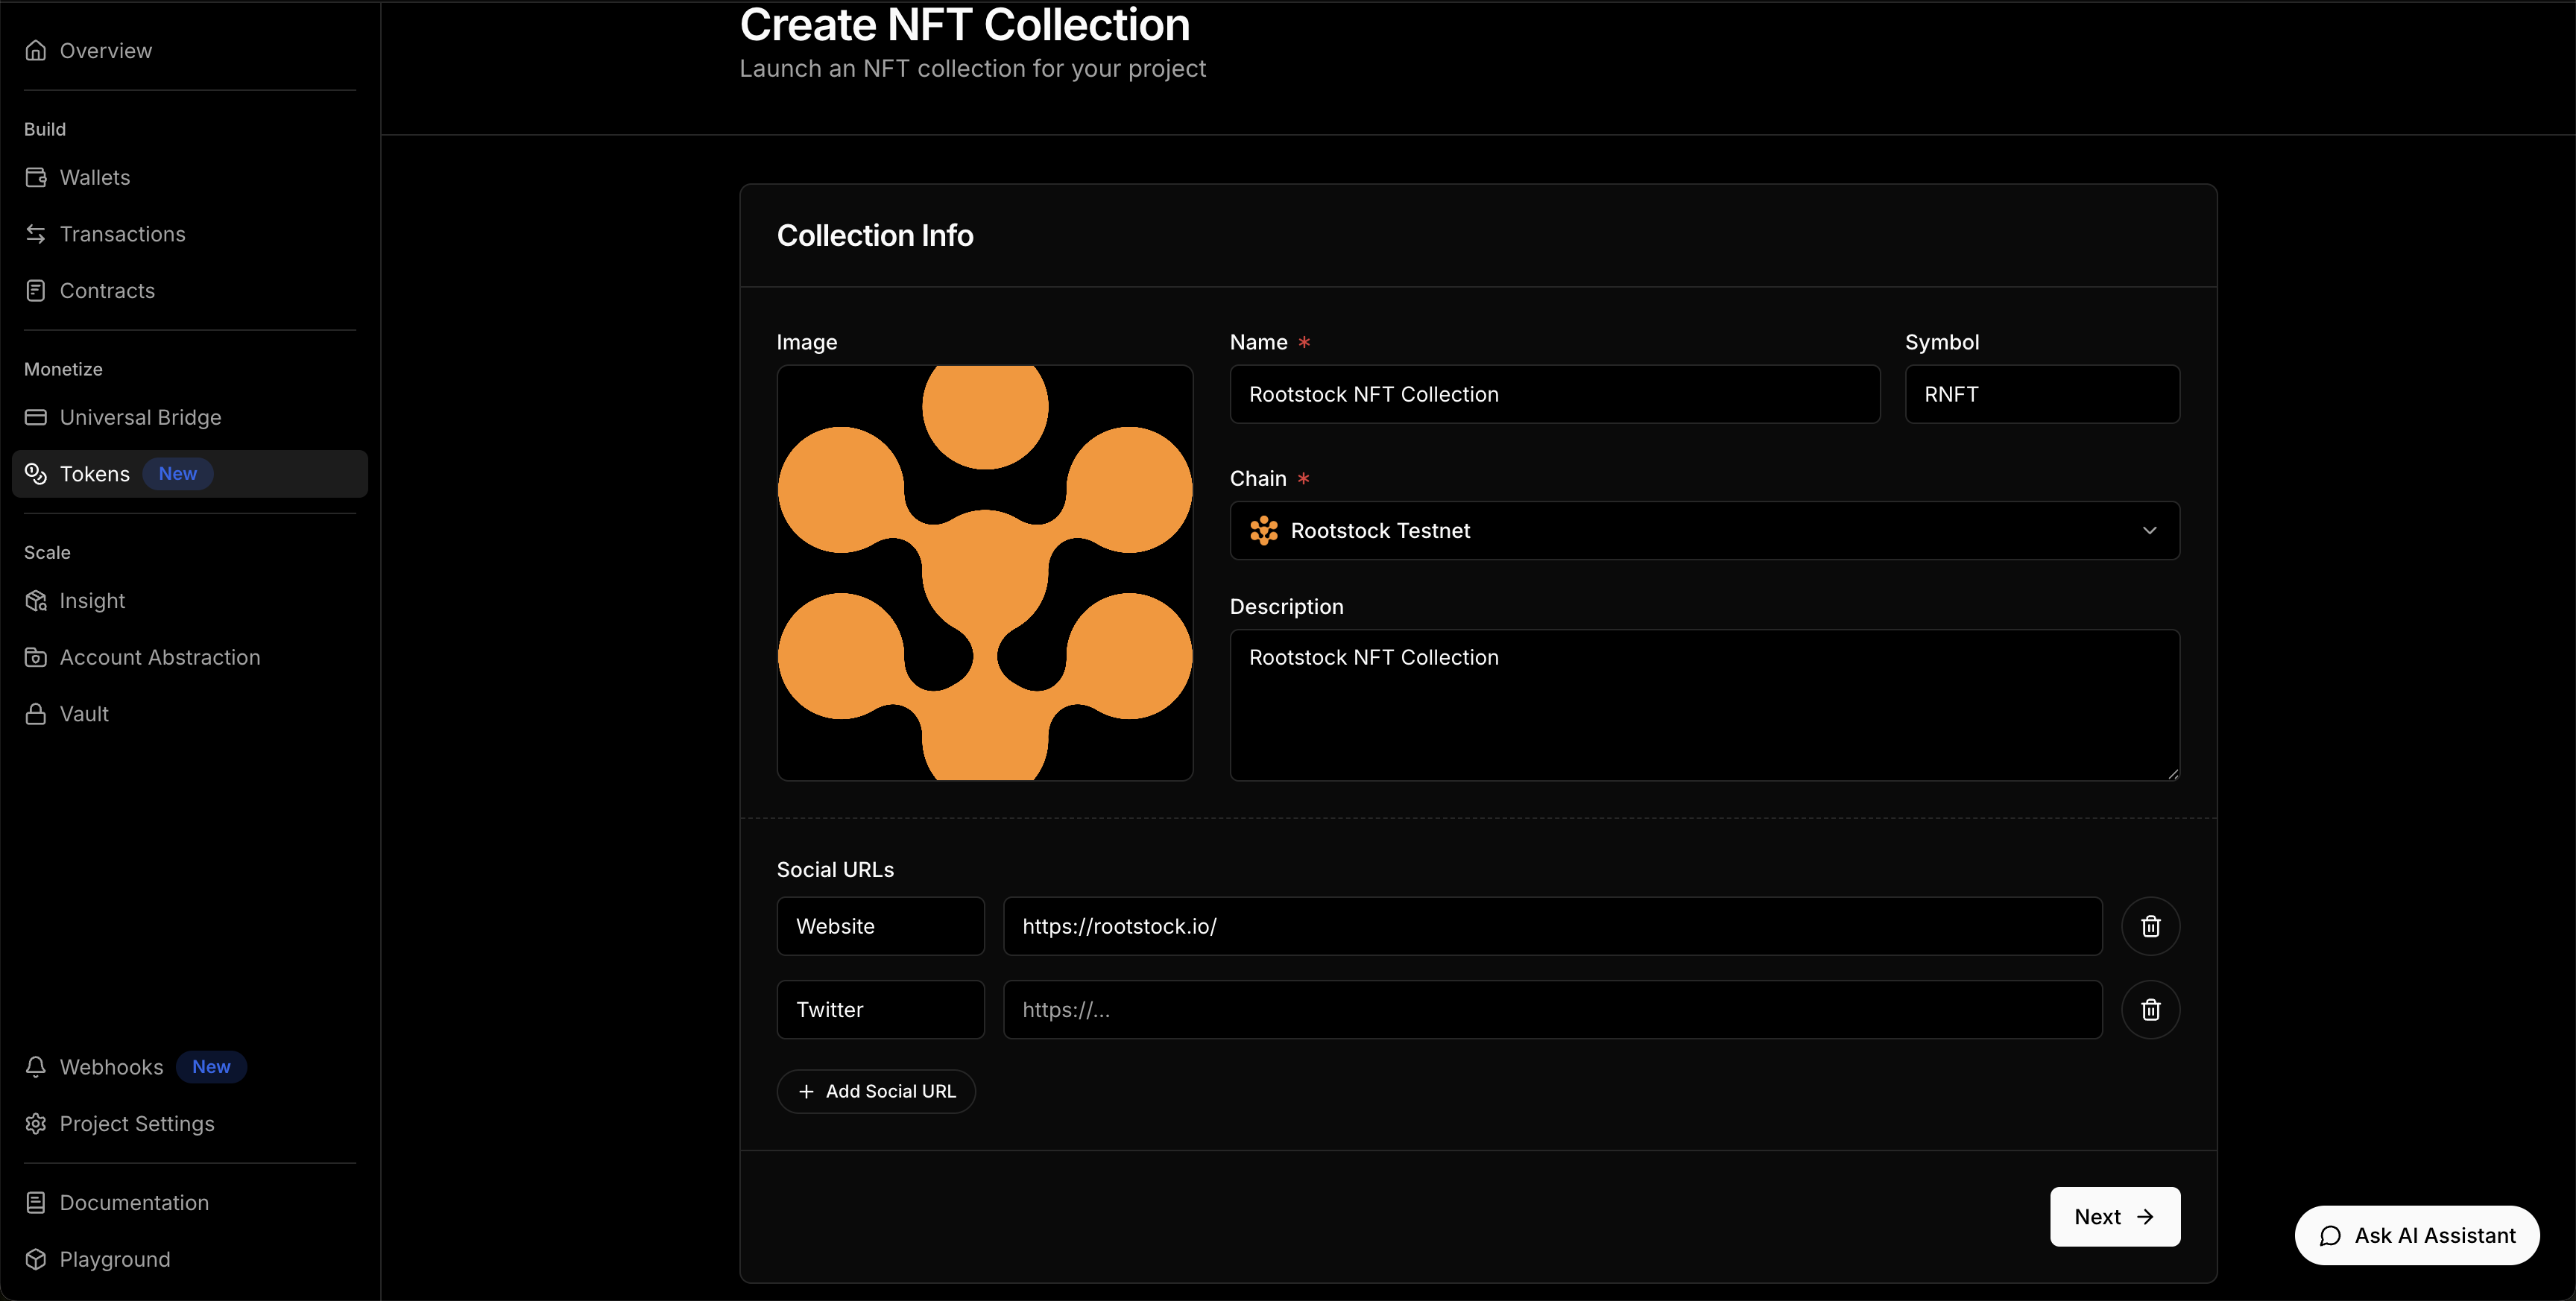 Overview
Build
Wallets
Transactions
Contracts
Monetize
Universal Bridge
Tokens New
Scale
Insight
Account Abstraction
Vault
Webhooks New
Project Settings
Documentation
Playground
Create NFT Collection
Launch an NFT collection for your project
Collection Info
Image
Name *
Rootstock NFT Collection
Symbol
RNFT
Chain *
Rootstock Testnet
Description
Rootstock NFT Collection
Social URLs
Website https://rootstock.io/
Twitter https://...
+ Add Social URL
Next →
Ask AI Assistant